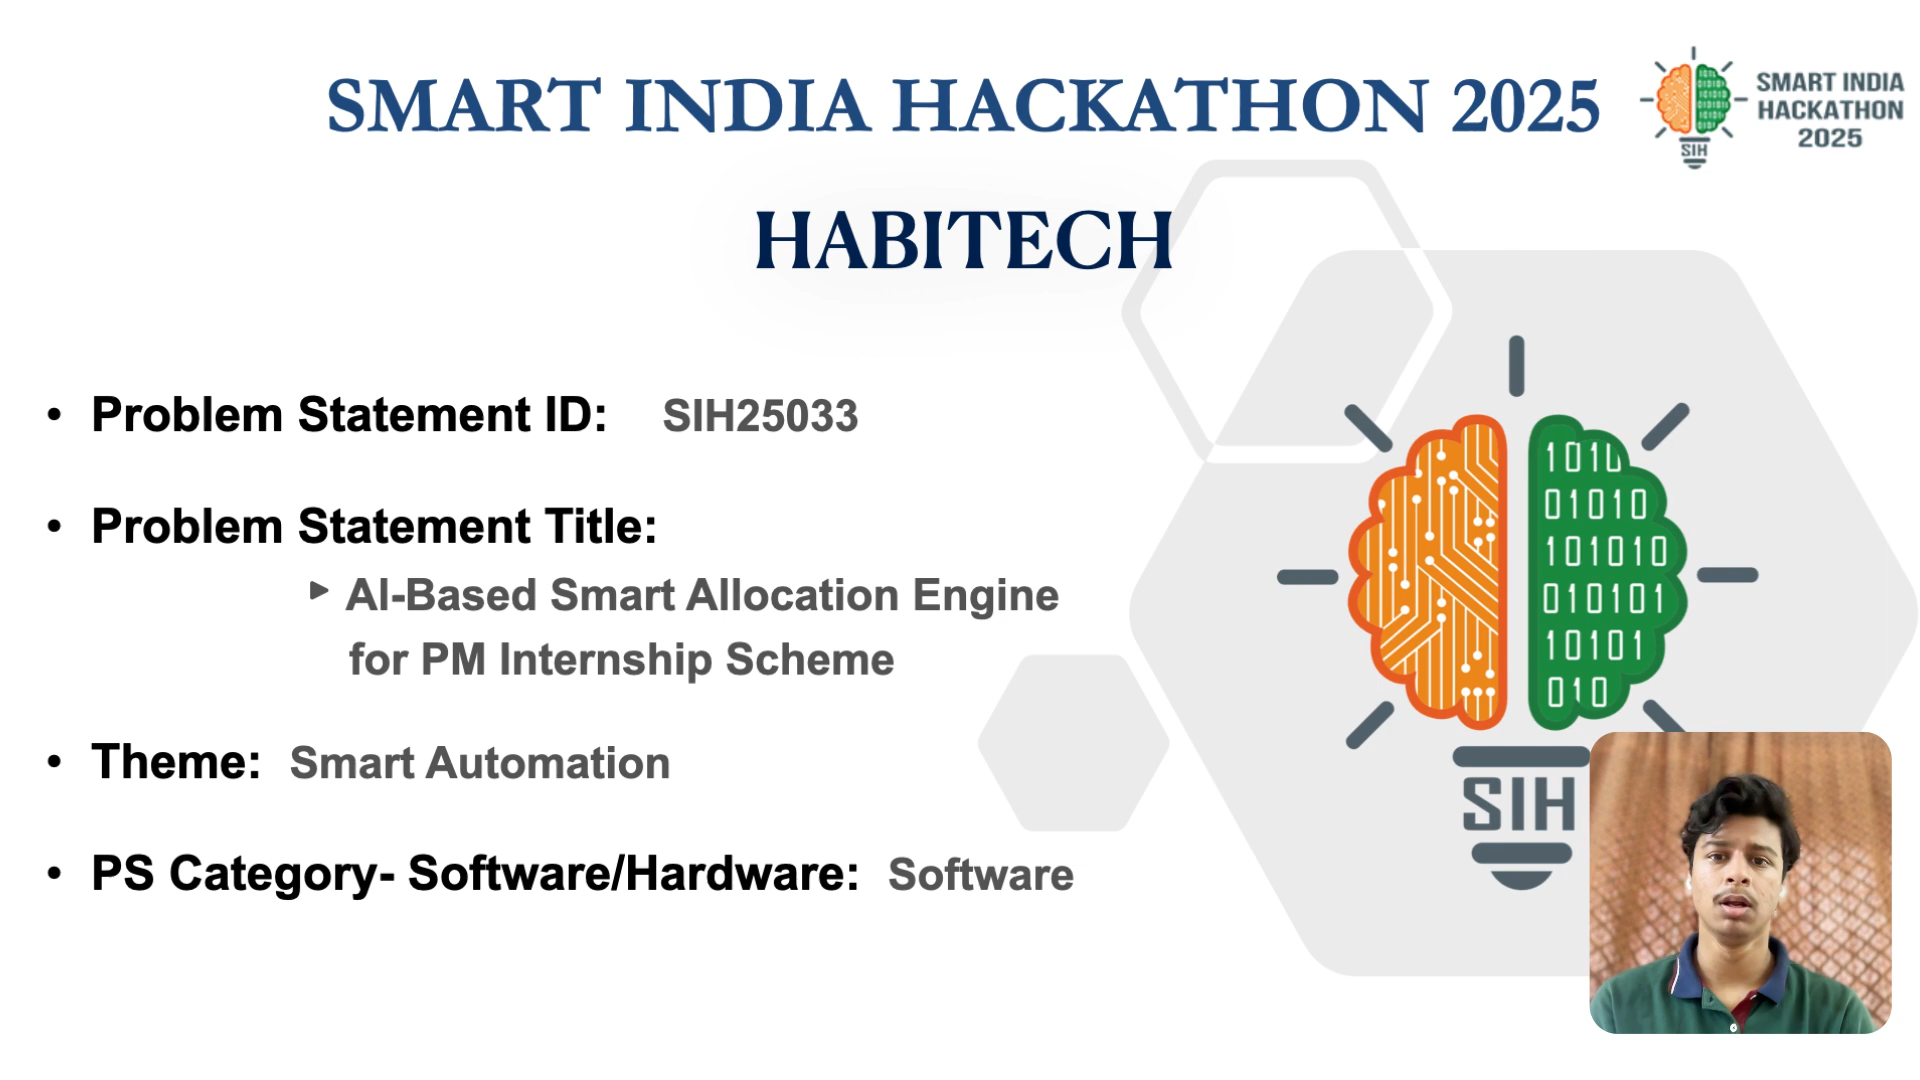 SMART INDIA HACKATHON 2025
SMART INDIA
HACKATHON
2025
SIH
HABITECH
• Problem Statement ID: SIH25033
• Problem Statement Title:
‣ AI-Based Smart Allocation Engine
for PM Internship Scheme
• Theme: Smart Automation
• PS Category- Software/Hardware: Software
1010
01010
101010
010101
10101
010
SIH